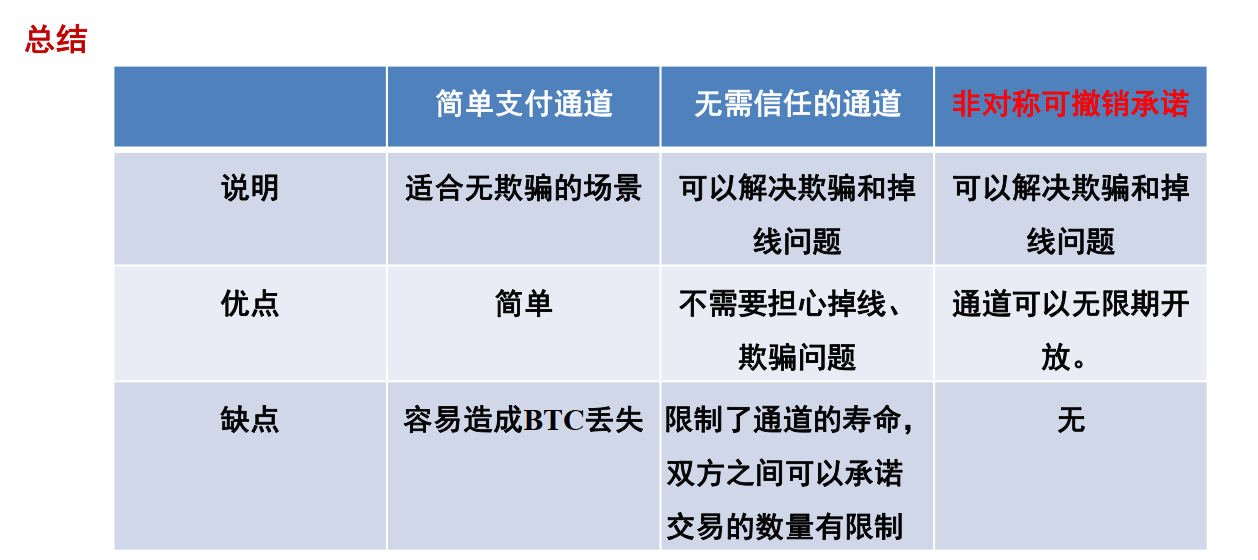 总结
简单支付通道 无需信任的通道 非对称可撤销承诺
说明 适合无欺骗的场景 可以解决欺骗和掉 可以解决欺骗和掉
线问题 线问题
优点 简单 不需要担心掉线、 通道可以无限期开
欺骗问题 放。
缺点 容易造成BTC丢失 限制了通道的寿命， 无
双方之间可以承诺
交易的数量有限制